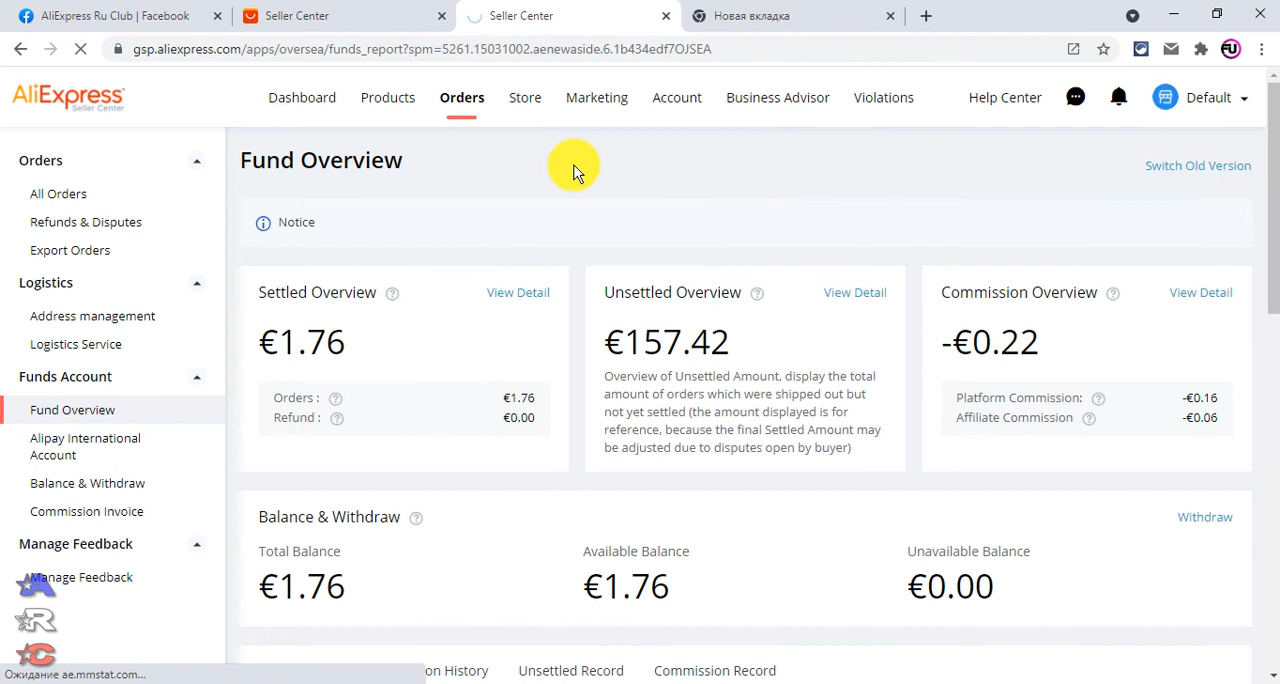 AliExpress Ru Club | Facebook
Seller Center
Seller Center
Новая вкладка
gsp.aliexpress.com/apps/oversea/funds_report?spm=5261.15031002.aenewaside.6.1b434edf7OJSEA
AliExpress
Seller Center
Dashboard
Products
Orders
Store
Marketing
Account
Business Advisor
Violations
Help Center
Default
Orders
All Orders
Refunds & Disputes
Export Orders
Logistics
Address management
Logistics Service
Funds Account
Fund Overview
Alipay International
Account
Balance & Withdraw
Commission Invoice
Manage Feedback
Manage Feedback
A
R
C
Ожидание ae.mmstat.com...
Fund Overview
Switch Old Version
Notice
Settled Overview
View Detail
€1.76
Orders : €1.76
Refund : €0.00
Unsettled Overview
View Detail
€157.42
Overview of Unsettled Amount, display the total
amount of orders which were shipped out but
not yet settled (the amount displayed is for
reference, because the final Settled Amount may
be adjusted due to disputes open by buyer)
Commission Overview
View Detail
-€0.22
Platform Commission: -€0.16
Affiliate Commission -€0.06
Balance & Withdraw
Withdraw
Total Balance
€1.76
Available Balance
€1.76
Unavailable Balance
€0.00
on History
Unsettled Record
Commission Record